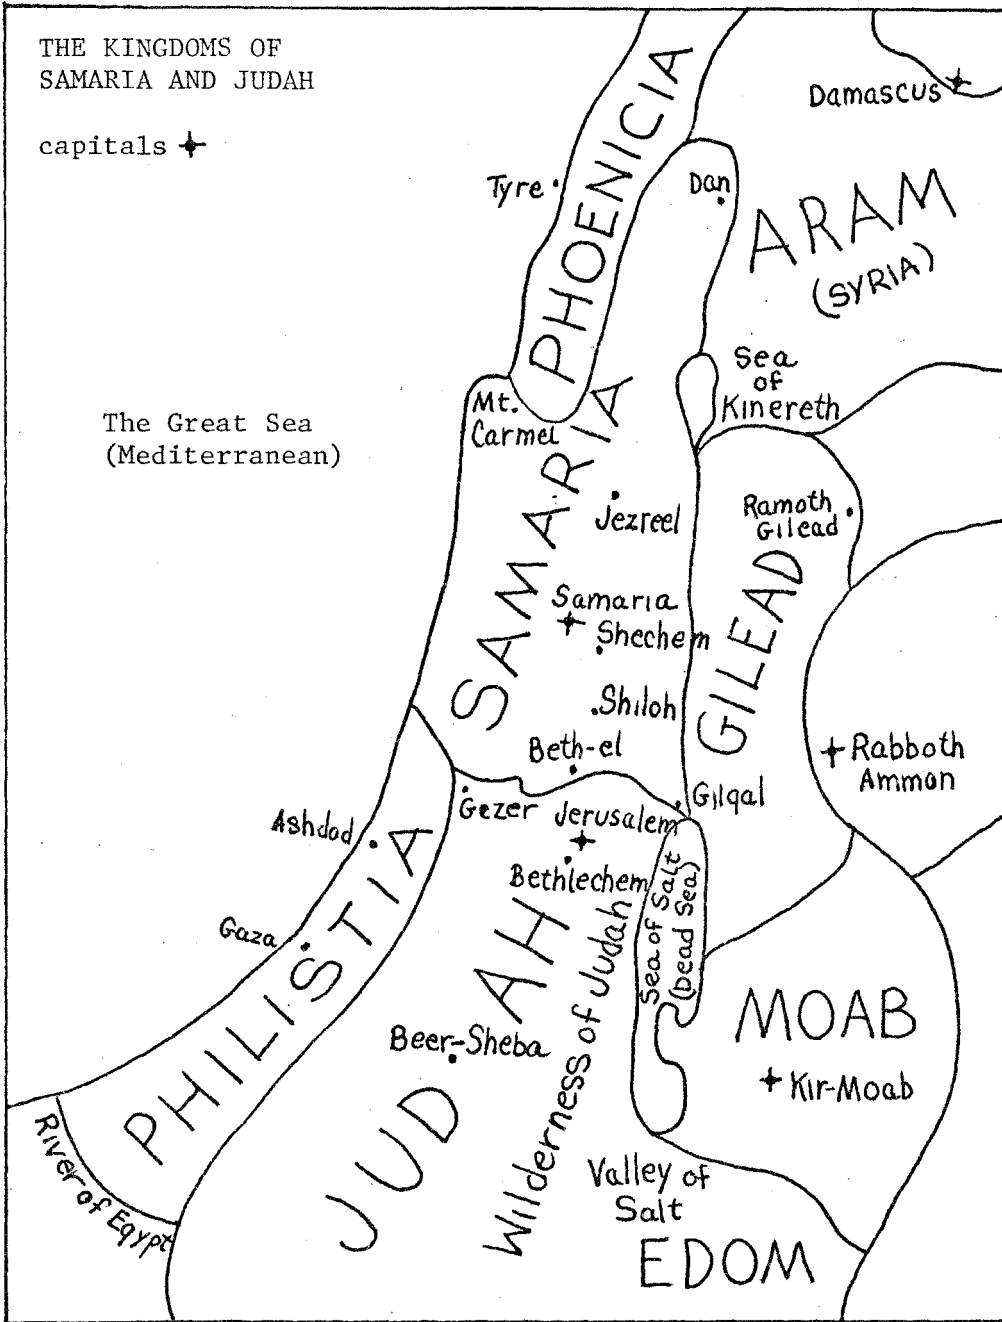 THE KINGDOMS OF
SAMARIA AND JUDAH
capitals
Damascus
PHOENICIA
Tyre
Dan
ARAM
(SYRIA)
Sea
of
Kinereth
Mt.
Carmel
The Great Sea
(Mediterranean)
SAMARIA
Jezreel
Ramoth
Gilead
GILEAD
Samaria
Shechem
Shiloh
Beth-el
Rabboth
Ammon
Gilgal
Gezer
Jerusalem
Ashdod
Bethlechem
Sea of Salt
(Dead Sea)
Gaza
PHILISTIA
JUDAH
Wilderness of Judah
Beer-Sheba
MOAB
Kir-Moab
River of Egypt
Valley of
Salt
EDOM